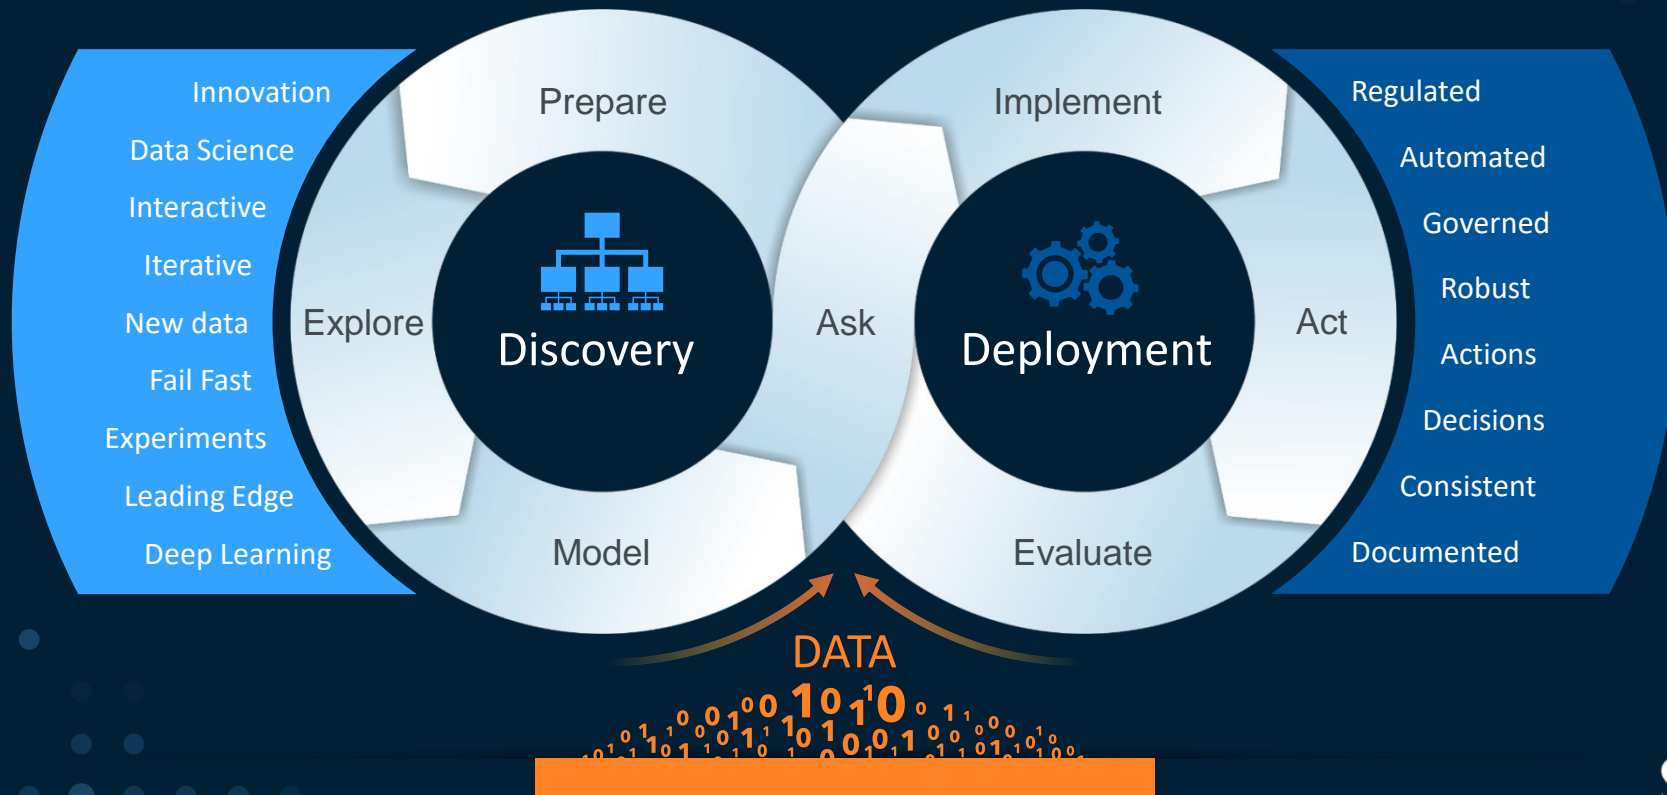 Innovation
Data Science
Interactive
Iterative
New data
Fail Fast
Experiments
Leading Edge
Deep Learning
Prepare
Explore
Model
Discovery
Ask
Implement
Act
Evaluate
Deployment
Regulated
Automated
Governed
Robust
Actions
Decisions
Consistent
Documented
DATA